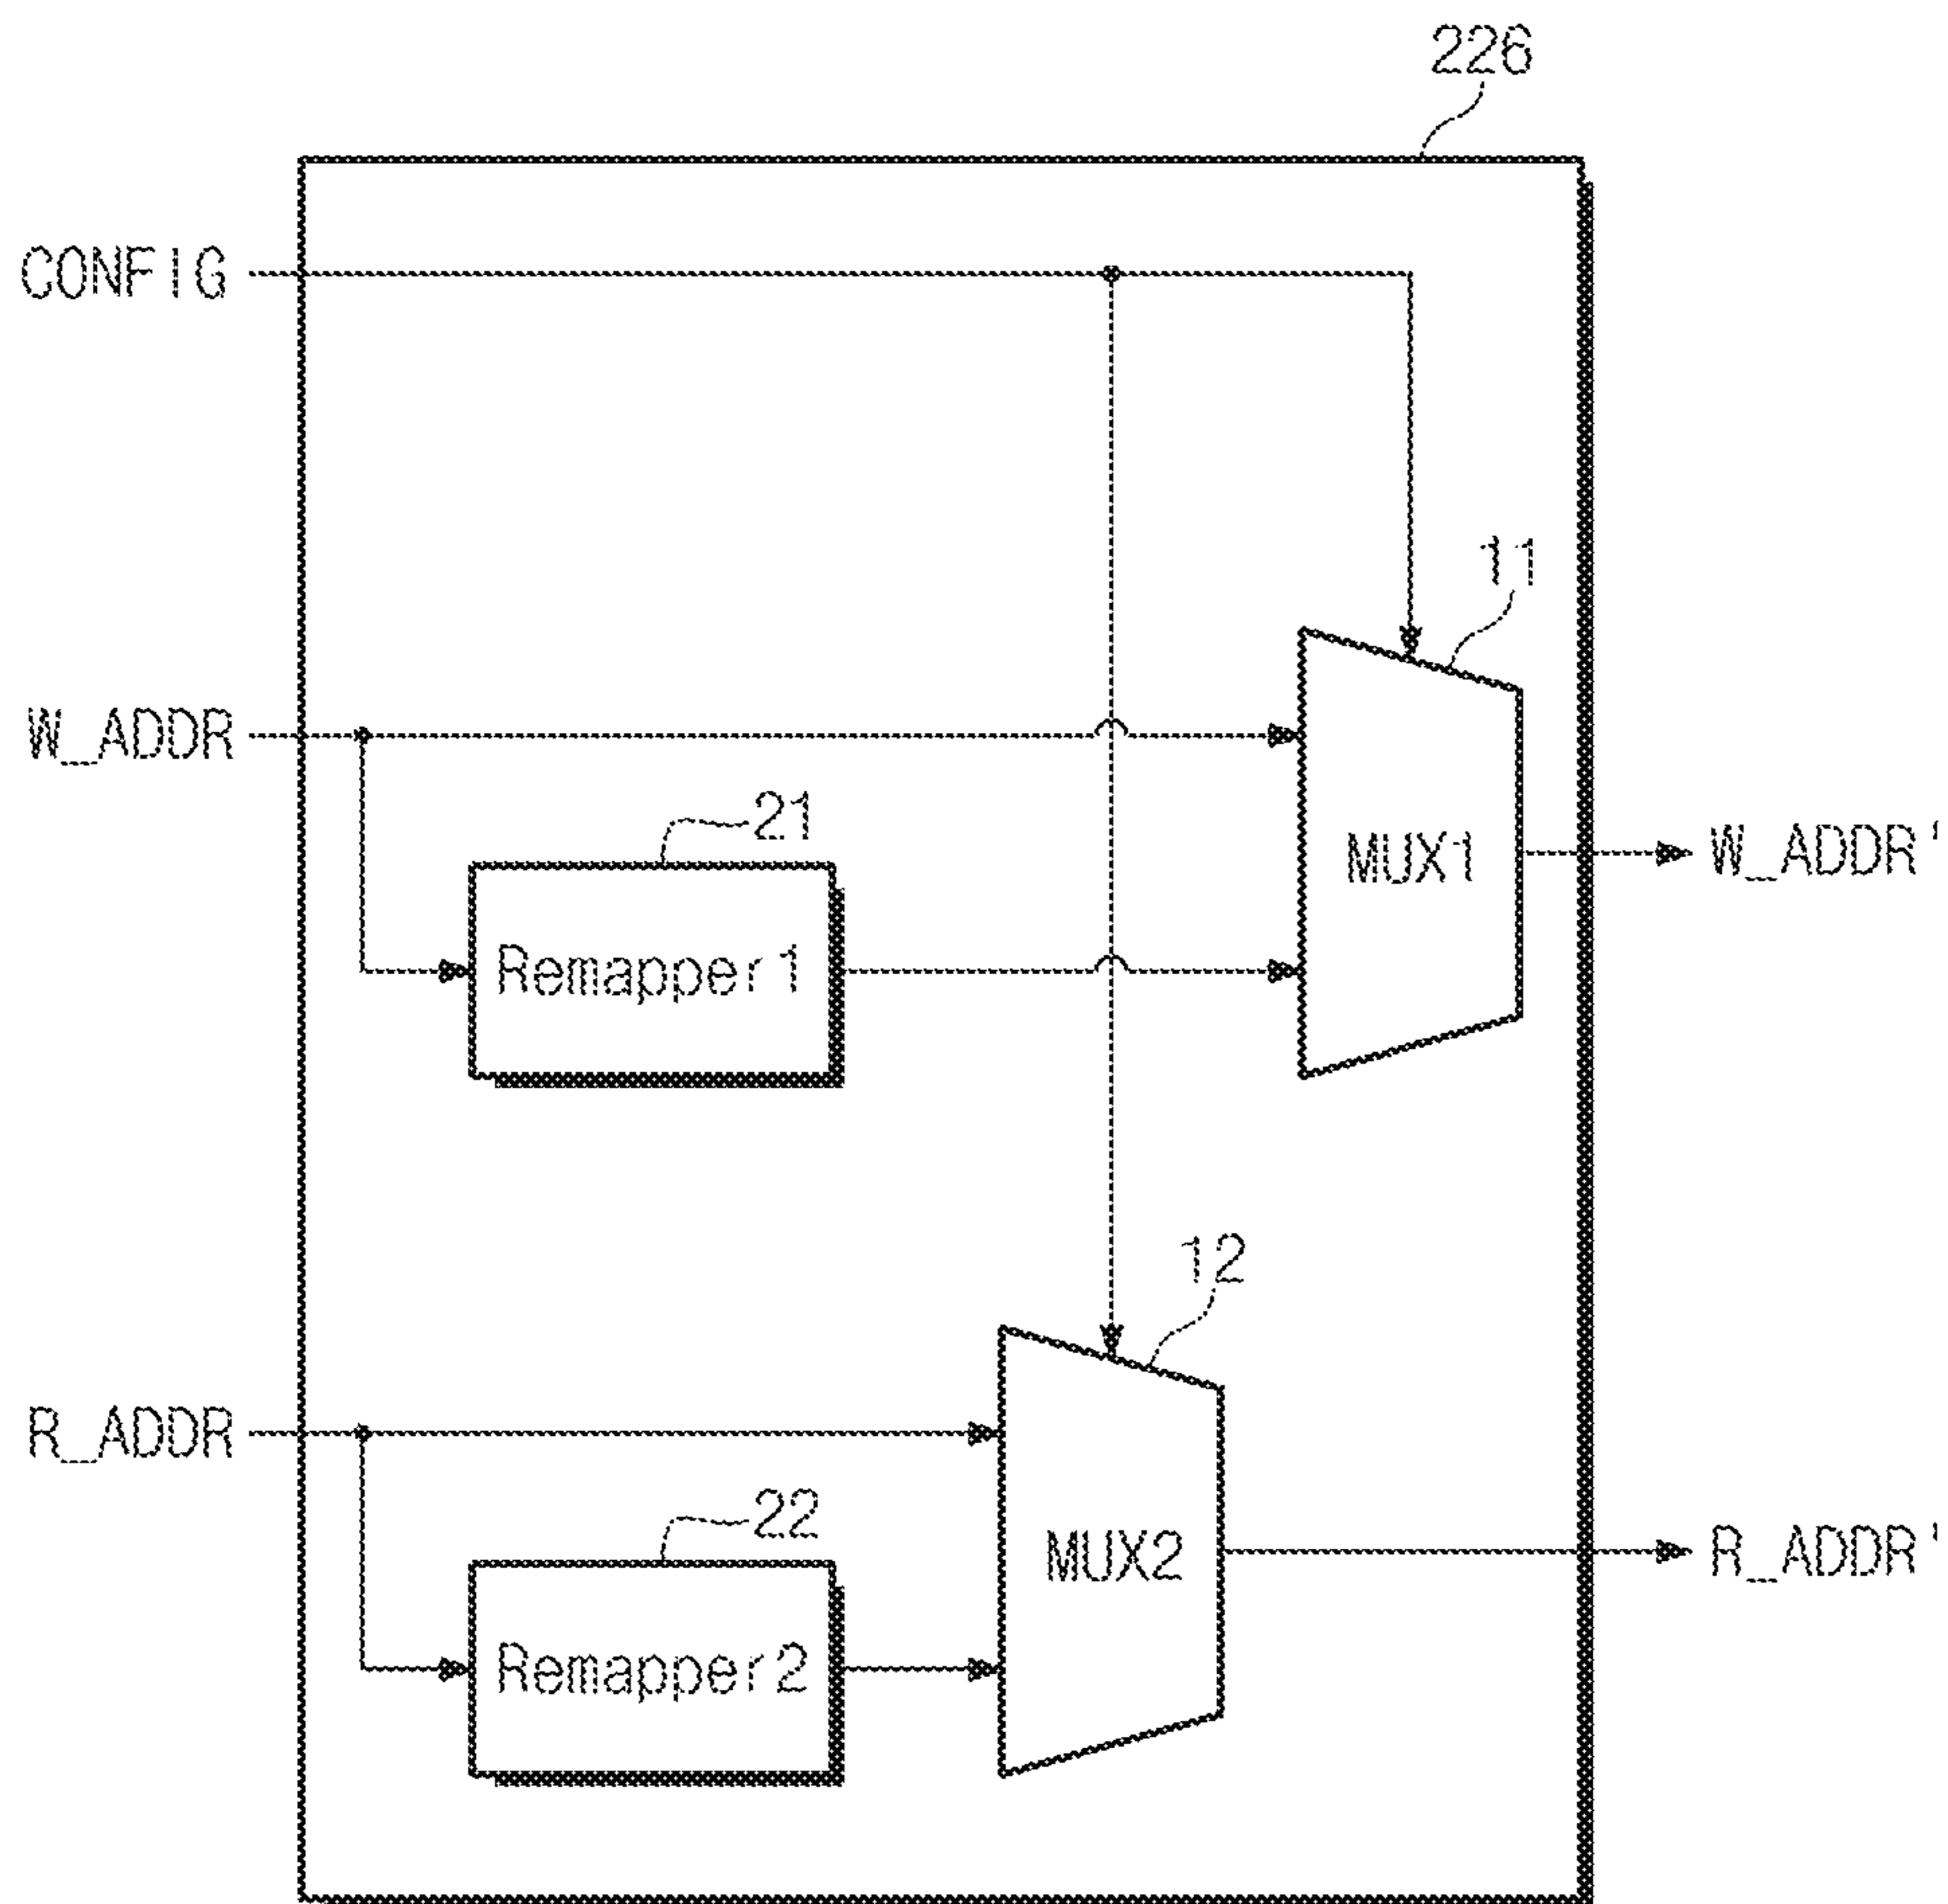 226
CONFIG
11
W_ADDR
21
MUX1
W_ADDR'
Remapper1
12
R_ADDR
22
MUX2
R_ADDR'
Remapper2